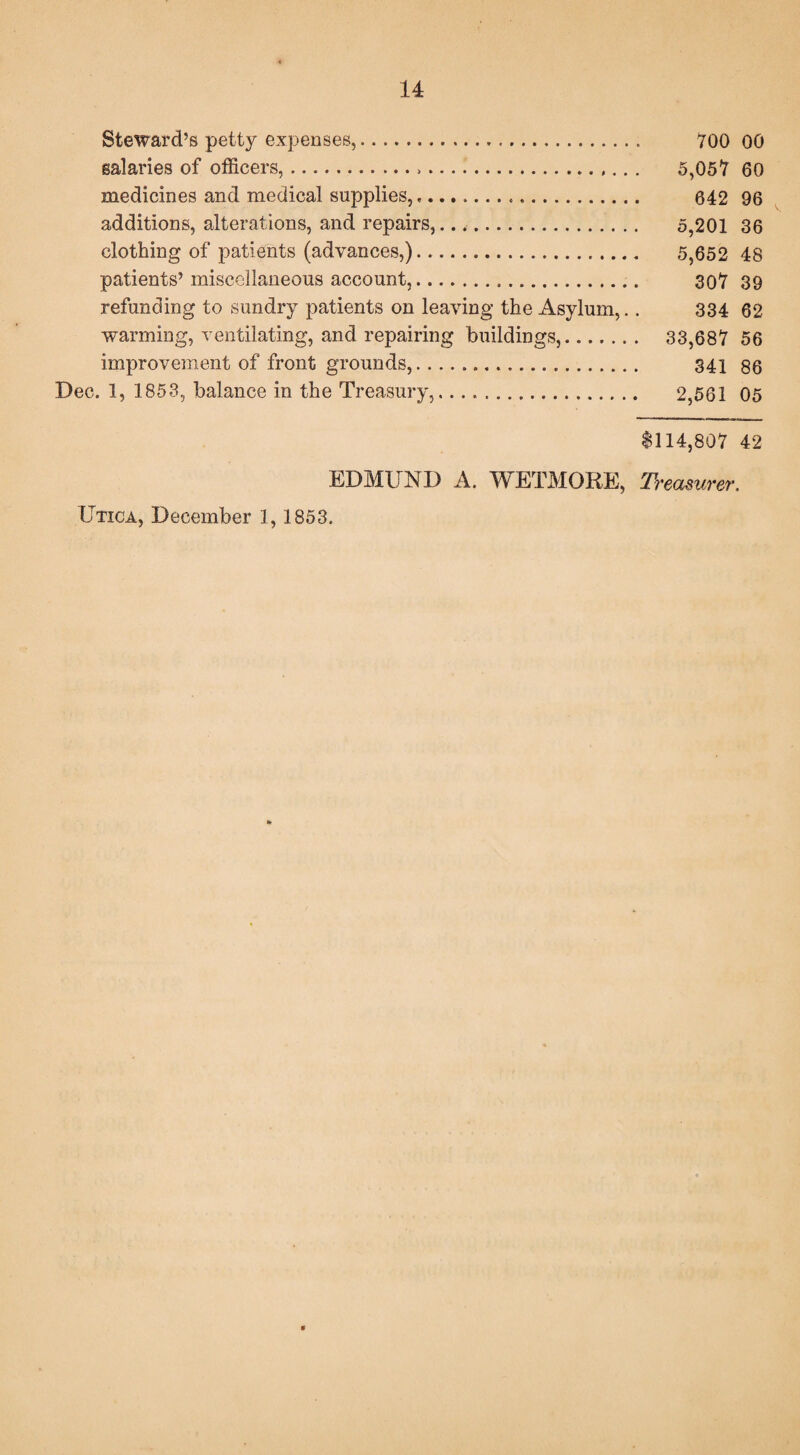 14
Steward's petty expenses,.................................. 700 00
salaries of officers,.......................................... 5,057 60
medicines and medical supplies,........................... 642 96
additions, alterations, and repairs,........................ 5,201 36
clothing of patients (advances,)........................... 5,652 48
patients' miscellaneous account,........................... 307 39
refunding to sundry patients on leaving the Asylum,.. 334 62
warming, ventilating, and repairing buildings,....... 33,687 56
improvement of front grounds,........................... 341 86
Dec. 1, 1853, balance in the Treasury,........................ 2,561 05
$114,807 42
EDMUND A. WETMORE, Treasurer.
Utica, December 1, 1853.